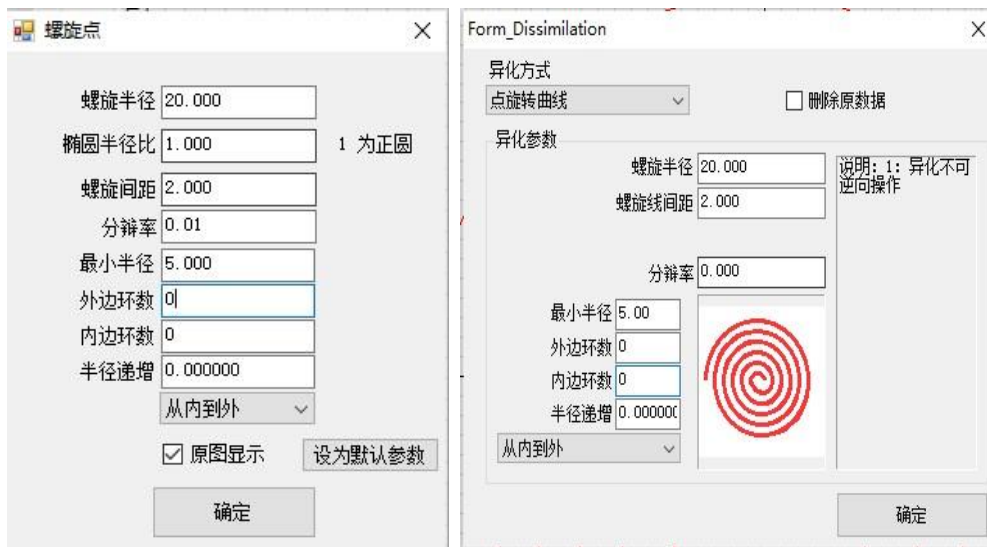 螺旋点
螺旋半径 20.000
椭圆半径比 1.000 1 为正圆
螺旋间距 2.000
分辩率 0.01
最小半径 5.000
外边环数 0
内边环数 0
半径递增 0.000000
从内到外
原图显示 设为默认参数
确定
Form_Dissimilation
异化方式
点旋转曲线 删除原数据
异化参数
螺旋半径 20.000
螺旋线间距 2.000
分辩率 0.000
最小半径 5.00
外边环数 0
内边环数 0
半径递增 0.000000
从内到外
说明: 1: 异化不可
逆向操作
确定